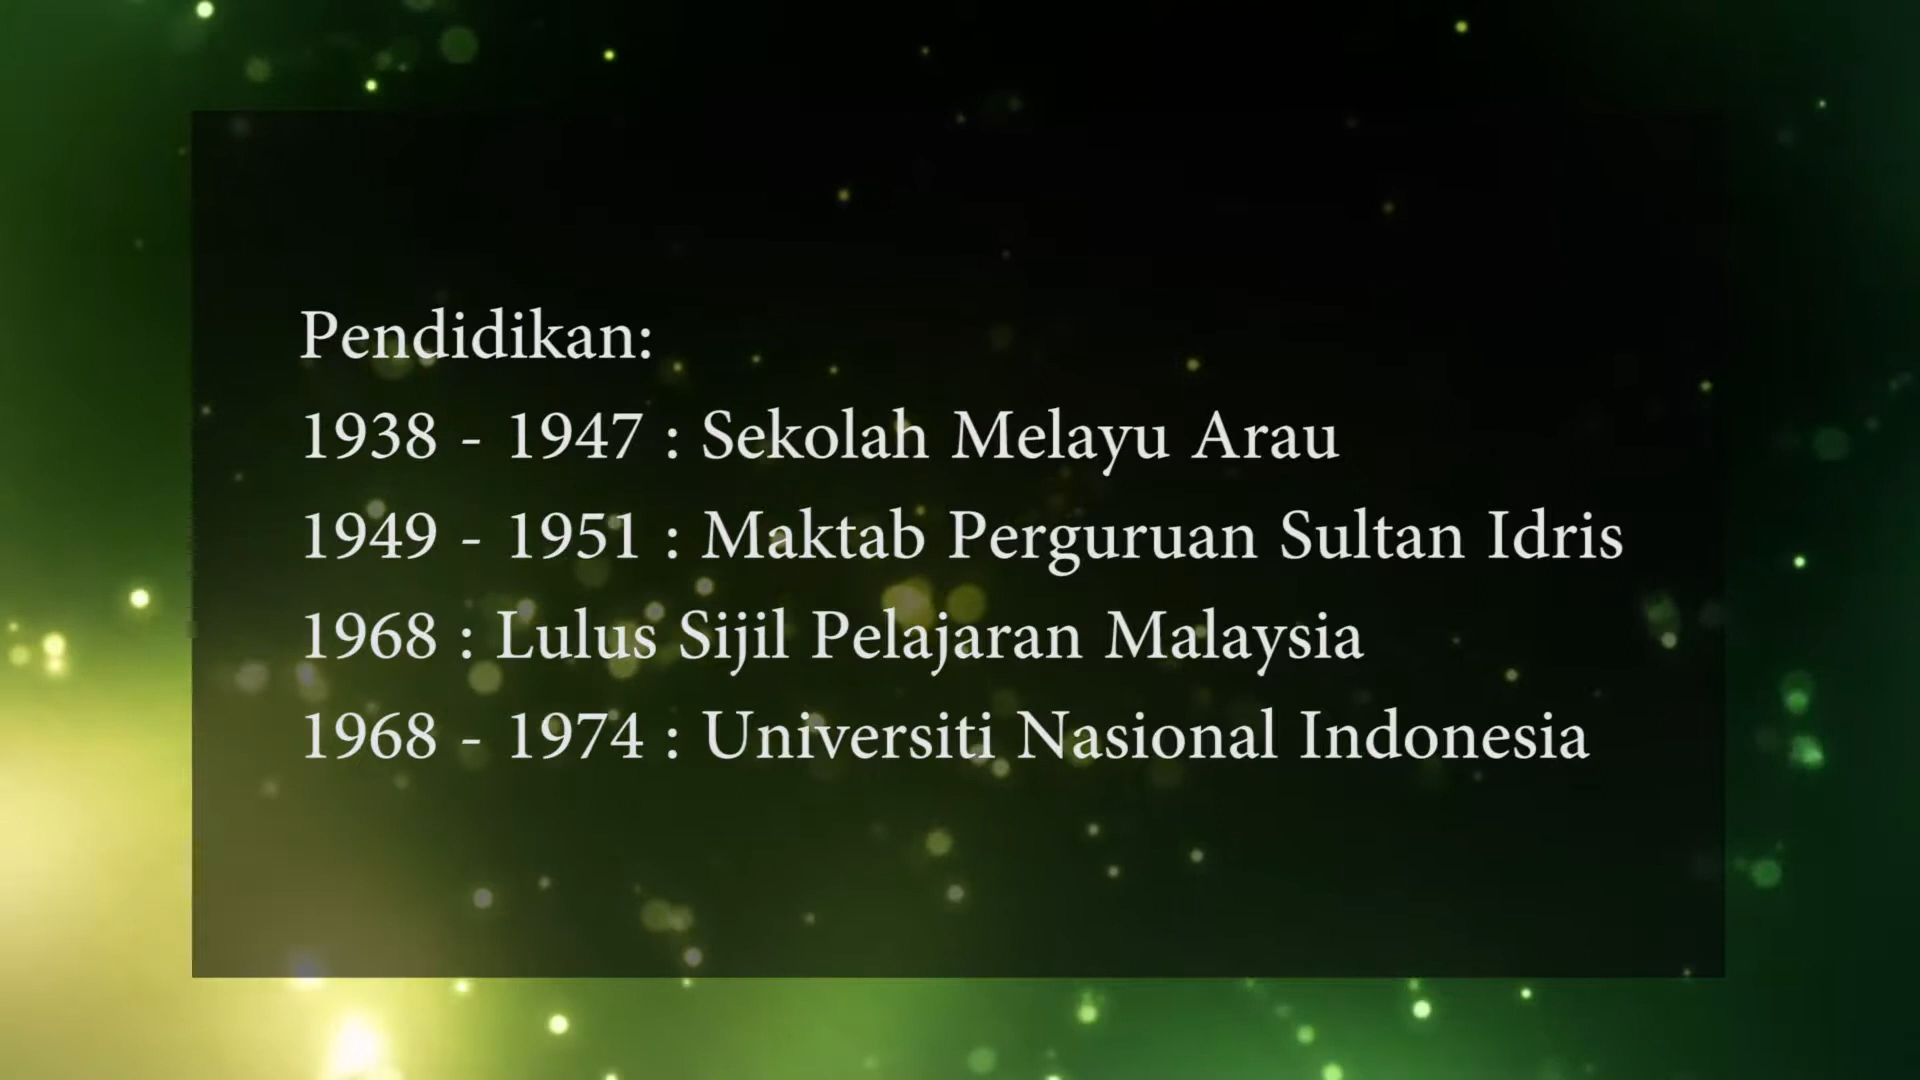 Pendidikan:
1938 - 1947 : Sekolah Melayu Arau
1949 - 1951 : Maktab Perguruan Sultan Idris
1968 : Lulus Sijil Pelajaran Malaysia
1968 - 1974 : Universiti Nasional Indonesia